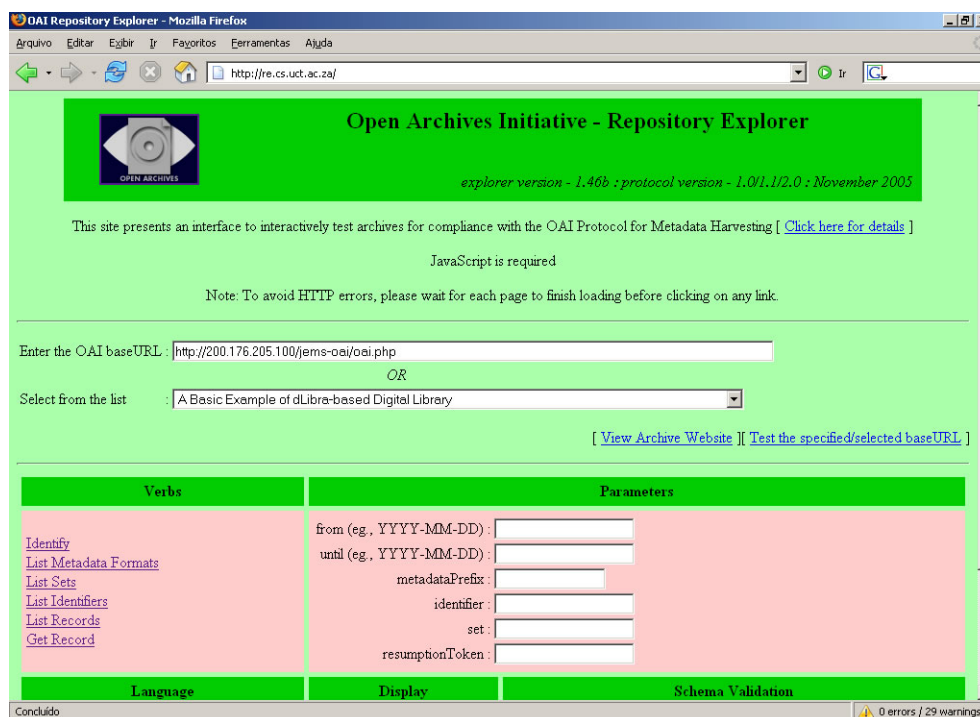 OAI Repository Explorer - Mozilla Firefox
Arquivo Editar Exibir Ir Favoritos Ferramentas Ajuda
http://re.cs.uct.ac.za/ Ir G
OPEN ARCHIVES
Open Archives Initiative - Repository Explorer
explorer version - 1.46b : protocol version - 1.0/1.1/2.0 : November 2005
This site presents an interface to interactively test archives for compliance with the OAI Protocol for Metadata Harvesting [ Click here for details ]
JavaScript is required
Note: To avoid HTTP errors, please wait for each page to finish loading before clicking on any link.
Enter the OAI baseURL : http://200.176.205.100/jems-oai/oai.php
OR
Select from the list : A Basic Example of dLibra-based Digital Library
[ View Archive Website ][ Test the specified/selected baseURL ]
Verbs Parameters
Identify
List Metadata Formats
List Sets
List Identifiers
List Records
Get Record
from (eg., YYYY-MM-DD) :
until (eg., YYYY-MM-DD) :
metadataPrefix :
identifier :
set :
resumptionToken :
Language Display Schema Validation
Concluído 0 errors / 29 warnings